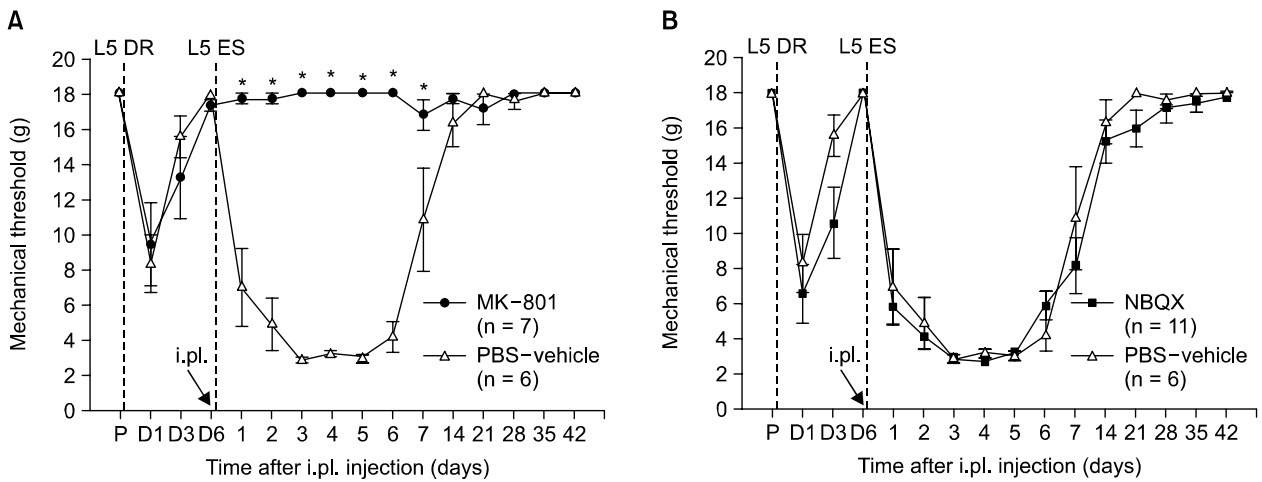 A
L5 DR
L5 ES
Mechanical threshold (g)
20
18
16
14
12
10
8
6
4
2
0
* * * * * * *
MK−801
(n = 7)
PBS−vehicle
(n = 6)
i.pl.
P D1 D3 D6 1 2 3 4 5 6 7 14 21 28 35 42
Time after i.pl. injection (days)
B
L5 DR
L5 ES
Mechanical threshold (g)
20
18
16
14
12
10
8
6
4
2
0
NBQX
(n = 11)
PBS−vehicle
(n = 6)
i.pl.
P D1 D3 D6 1 2 3 4 5 6 7 14 21 28 35 42
Time after i.pl. injection (days)